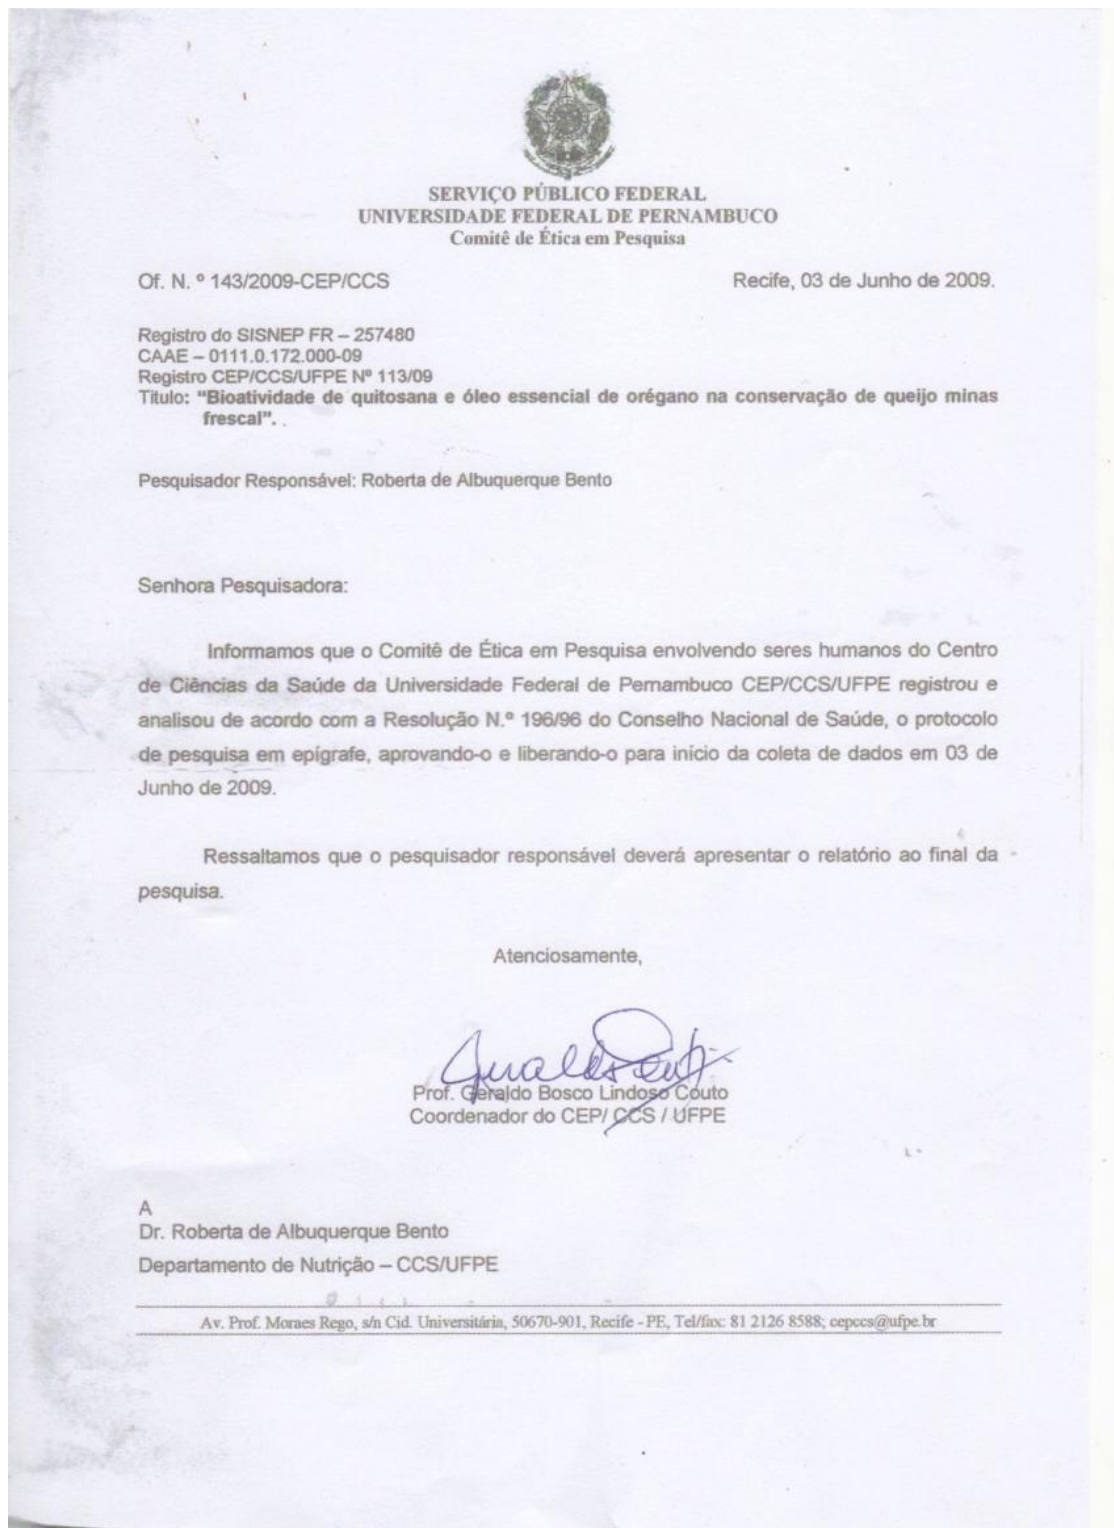 SERVIÇO PÚBLICO FEDERAL
UNIVERSIDADE FEDERAL DE PERNAMBUCO
Comitê de Ética em Pesquisa
Of. N. º 143/2009-CEP/CCS Recife, 03 de Junho de 2009.
Registro do SISNEP FR – 257480
CAAE – 0111.0.172.000-09
Registro CEP/CCS/UFPE Nº 113/09
Titulo: “Bioatividade de quitosana e óleo essencial de orégano na conservação de queijo minas
frescal”.
Pesquisador Responsável: Roberta de Albuquerque Bento
Senhora Pesquisadora:
Informamos que o Comitê de Ética em Pesquisa envolvendo seres humanos do Centro
de Ciências da Saúde da Universidade Federal de Pernambuco CEP/CCS/UFPE registrou e
analisou de acordo com a Resolução N.º 196/96 do Conselho Nacional de Saúde, o protocolo
de pesquisa em epígrafe, aprovando-o e liberando-o para início da coleta de dados em 03 de
Junho de 2009.
Ressaltamos que o pesquisador responsável deverá apresentar o relatório ao final da
pesquisa.
Atenciosamente,
Prof. Geraldo Bosco Lindoso Couto
Coordenador do CEP/ CCS / UFPE
A
Dr. Roberta de Albuquerque Bento
Departamento de Nutrição – CCS/UFPE
Av. Prof. Moraes Rego, s/n Cid. Universitária, 50670-901, Recife - PE, Tel/fax: 81 2126 8588; cepccs@ufpe.br